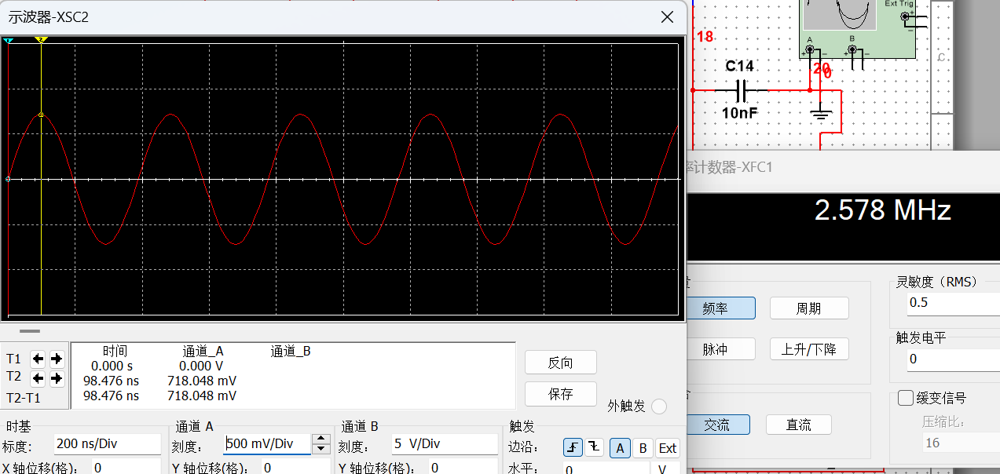 示波器-XSC2
Ext Trig
18
A
B
C
C14
20
0
10nF
率计数器-XFC1
2.578 MHz
灵敏度（RMS）
频率
周期
0.5
触发电平
脉冲
上升/下降
0
缓变信号
交流
直流
压缩比：
16
时间 通道_A 通道_B
T1 0.000 s 0.000 V
T2 98.476 ns 718.048 mV
T2-T1 98.476 ns 718.048 mV
反向
保存
外触发
时基
标度： 200 ns/Div
X 轴位移(格)： 0
通道 A
刻度： 500 mV/Div
Y 轴位移(格)： 0
通道 B
刻度： 5 V/Div
Y 轴位移(格)： 0
触发
边沿： A B Ext
水平： 0 V